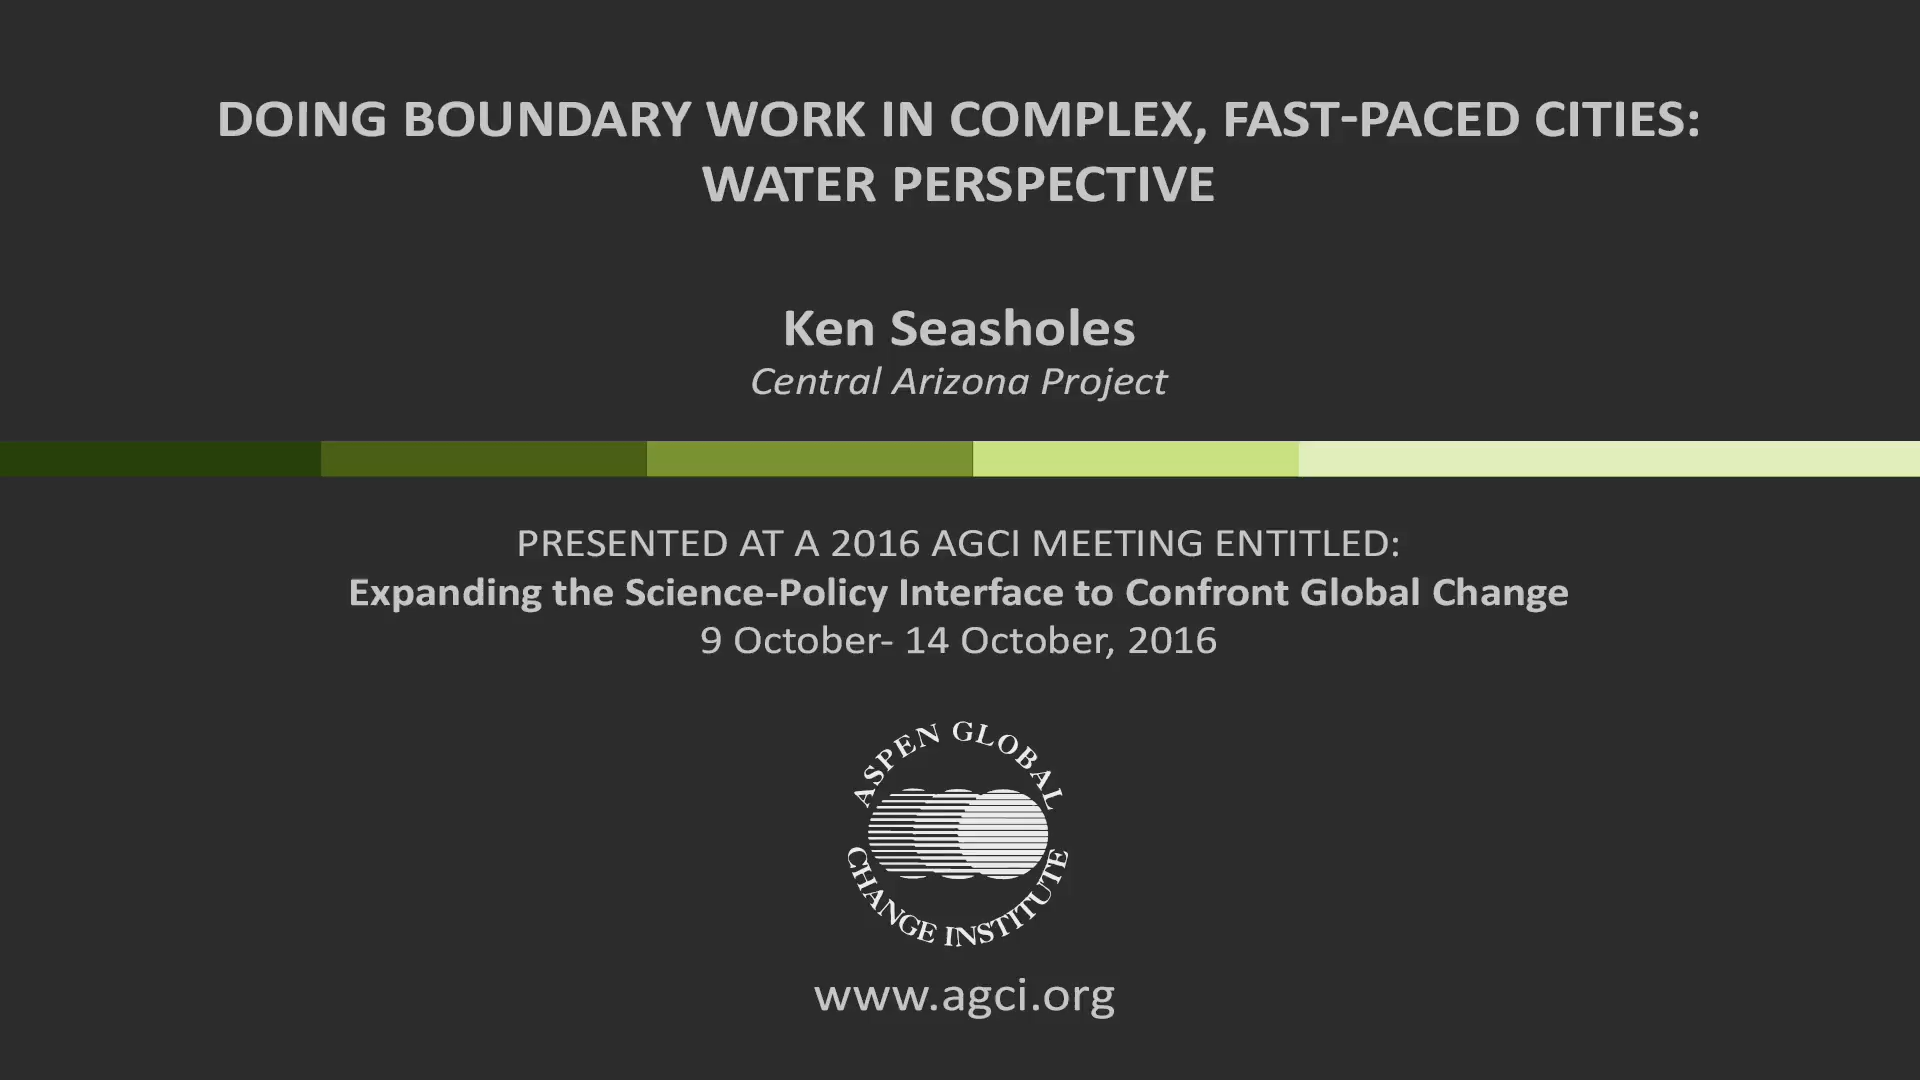 DOING BOUNDARY WORK IN COMPLEX, FAST-PACED CITIES:
WATER PERSPECTIVE
Ken Seasholes
Central Arizona Project
PRESENTED AT A 2016 AGCI MEETING ENTITLED:
Expanding the Science-Policy Interface to Confront Global Change
9 October- 14 October, 2016
ASPEN GLOBAL
CHANGE INSTITUTE
www.agci.org